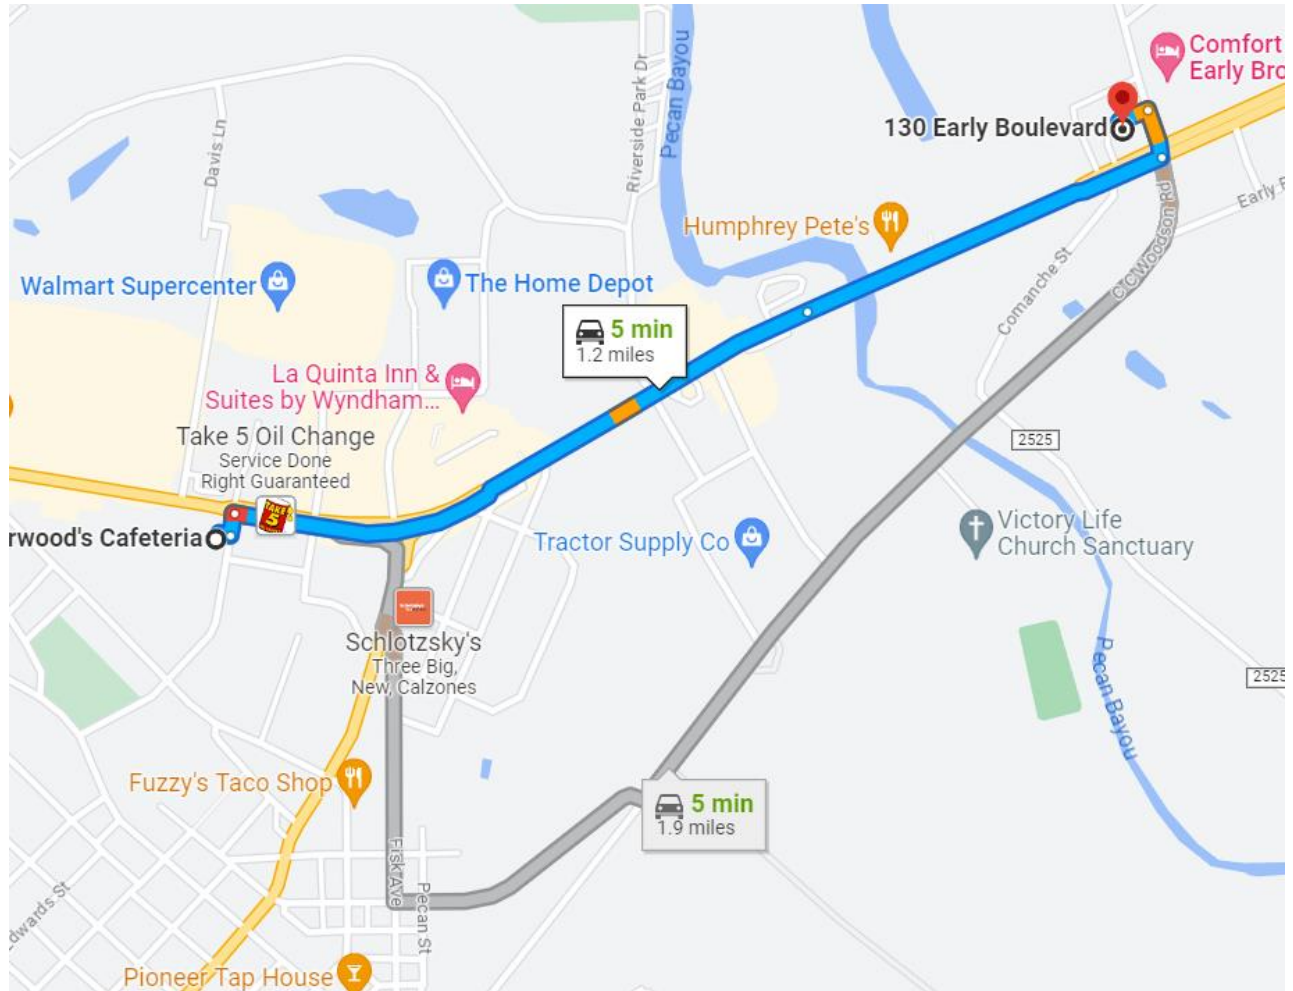 Comfort
Early Bro
130 Early Boulevard
Riverside Park Dr
Pecan Bayou
Davis Ln
Early
Humphrey Pete's
C C Woodson Rd
Comanche St
Walmart Supercenter
The Home Depot
5 min
1.2 miles
La Quinta Inn &
Suites by Wyndham...
Take 5 Oil Change
Service Done
Right Guaranteed
TAKE
5
2525
rwood's Cafeteria
Tractor Supply Co
Victory Life
Church Sanctuary
Schlotzsky's
Three Big,
New, Calzones
2525
Pecan Bayou
Fuzzy's Taco Shop
5 min
1.9 miles
Fisk Ave
Pecan St
dwards St
Pioneer Tap House